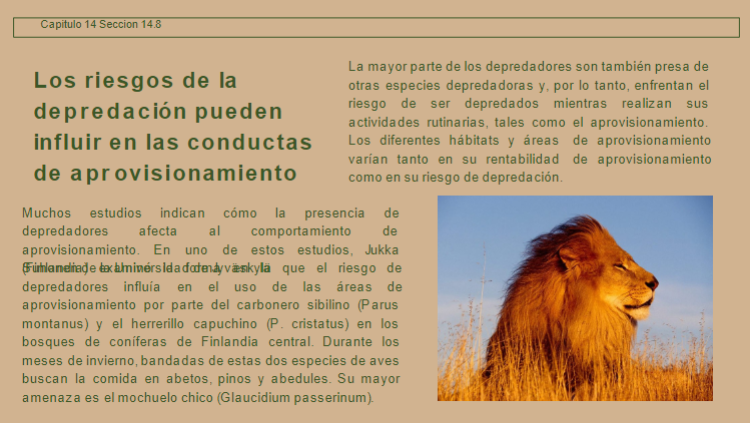 Capítulo 14 Seccion 14.8
Los riesgos de la
depredación pueden
influir en las conductas
de aprovisionamiento
La mayor parte de los depredadores son también presa de
otras especies depredadoras y, por lo tanto, enfrentan el
riesgo de ser depredados mientras realizan sus
actividades rutinarias, tales como el aprovisionamiento.
Los diferentes hábitats y áreas de aprovisionamiento
varían tanto en su rentabilidad de aprovisionamiento
como en su riesgo de depredación.
Muchos estudios indican cómo la presencia de
depredadores afecta al comportamiento de
aprovisionamiento. En uno de estos estudios, Jukka
que el riesgo de
depredadores influía en el uso de las áreas de
aprovisionamiento por parte del carbonero sibilino (Parus
montanus) y el herrerillo capuchino (P. cristatus) en los
bosques de coníferas de Finlandia central. Durante los
meses de invierno, bandadas de estas dos especies de aves
buscan la comida en abetos, pinos y abedules. Su mayor
amenaza es el mochuelo chico (Glaucidium passerinum).